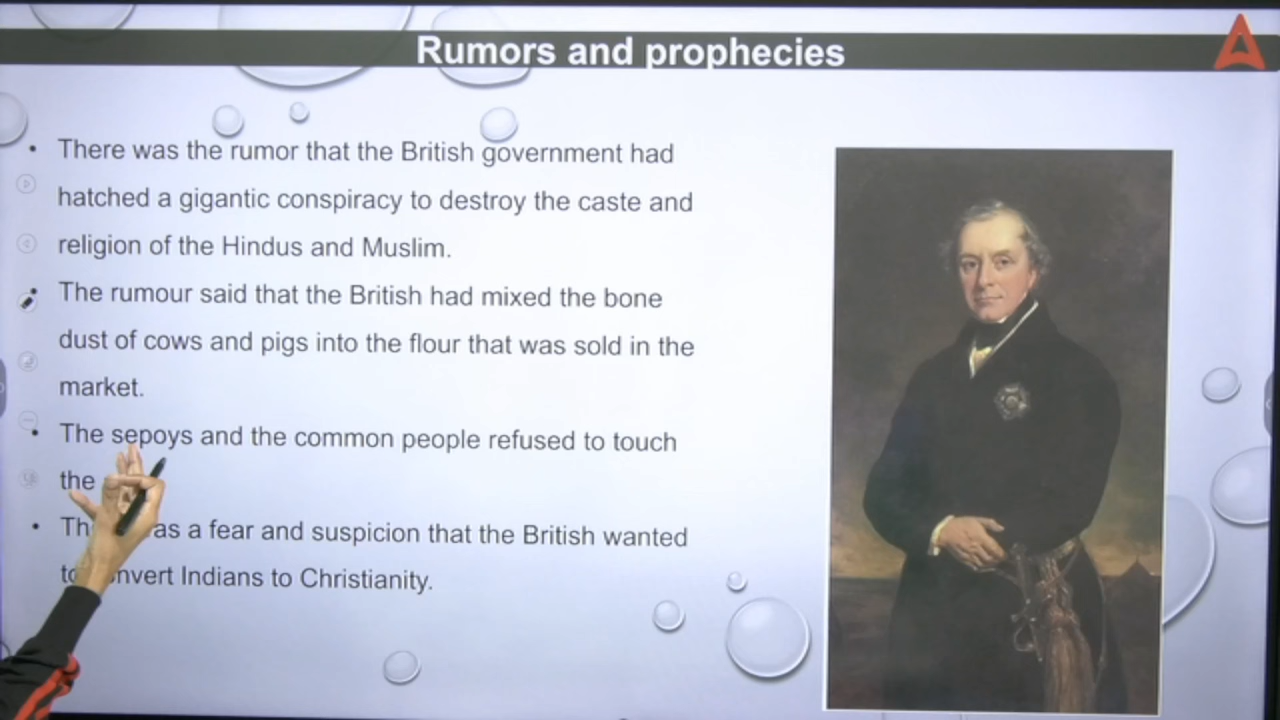 Rumors and prophecies
• There was the rumor that the British government had
hatched a gigantic conspiracy to destroy the caste and
religion of the Hindus and Muslim.
• The rumour said that the British had mixed the bone
dust of cows and pigs into the flour that was sold in the
market.
• The sepoys and the common people refused to touch
the
• Th as a fear and suspicion that the British wanted
to nvert Indians to Christianity.